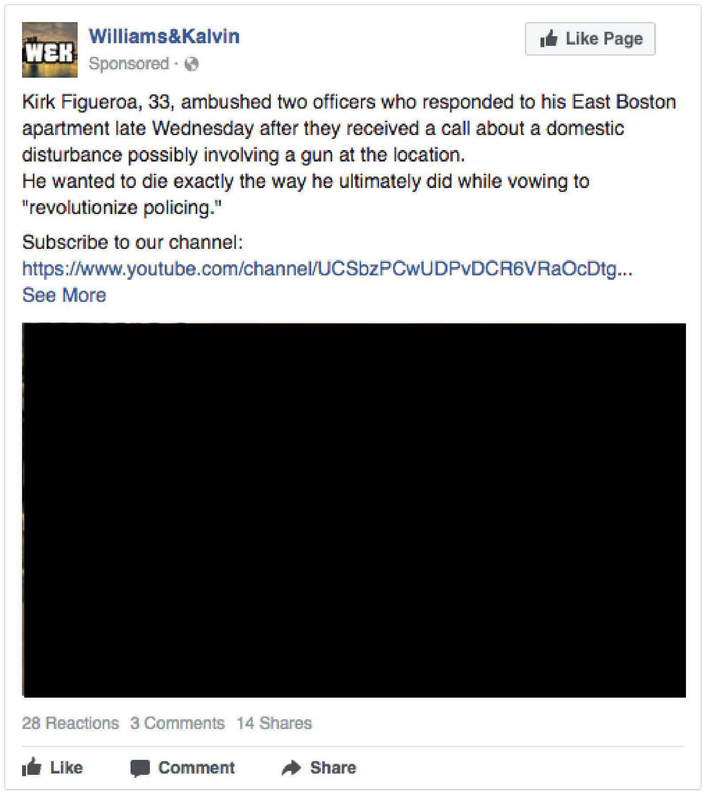 W&K
Williams&Kalvin
Like Page
Sponsored ·
Kirk Figueroa, 33, ambushed two officers who responded to his East Boston
apartment late Wednesday after they received a call about a domestic
disturbance possibly involving a gun at the location.
He wanted to die exactly the way he ultimately did while vowing to
"revolutionize policing."
Subscribe to our channel:
https://www.youtube.com/channel/UCSbzPCwUDPvDCR6VRaOcDtg...
See More
28 Reactions 3 Comments 14 Shares
Like Comment Share